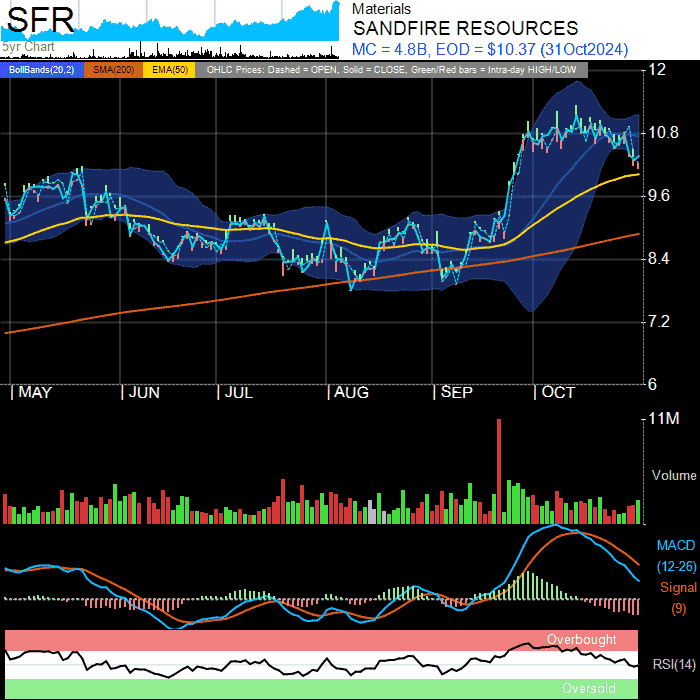 SFR
5yr Chart
Materials
SANDFIRE RESOURCES
MC = 4.8B, EOD = $10.37 (31Oct2024)
BollBands(20,2) SMA(200) EMA(50) OHLC Prices: Dashed = OPEN, Solid = CLOSE, Green/Red bars = Intra-day HIGH/LOW
12
10.8
9.6
8.4
7.2
6
MAY JUN JUL AUG SEP OCT
11M
Volume
MACD
(12-26)
Signal
(9)
Overbought
RSI(14)
Oversold